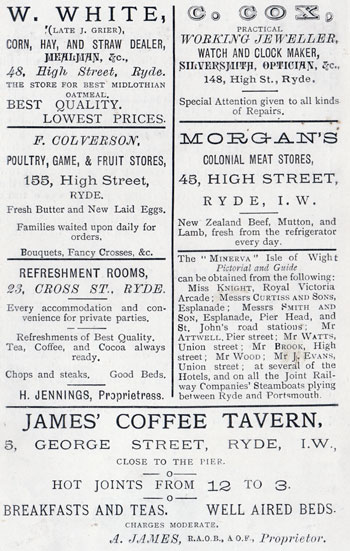 W. WHITE,
(LATE J. GRIER),
CORN, HAY, AND STRAW DEALER,
MEALMAN, &c.,
48, High Street, Ryde.
THE STORE FOR BEST MIDLOTHIAN
OATMEAL.
BEST QUALITY.
LOWEST PRICES.
F. COLVERSON,
POULTRY, GAME, & FRUIT STORES,
155, High Street,
RYDE.
Fresh Butter and New Laid Eggs.
Families waited upon daily for
orders.
Bouquets, Fancy Crosses, &c.
REFRESHMENT ROOMS,
23, CROSS ST., RYDE.
Every accommodation and con-
venience for private parties.
Refreshments of Best Quality.
Tea, Coffee, and Cocoa always
ready.
Chops and steaks. Good Beds.
H. JENNINGS, Proprietress.
C. COX,
PRACTICAL
WORKING JEWELLER,
WATCH AND CLOCK MAKER,
SILVERSMITH, OPTICIAN, &c.,
148, High St., Ryde.
Special Attention given to all kinds
of Repairs.
MORGAN'S
COLONIAL MEAT STORES,
45, HIGH STREET,
RYDE, I.W.
New Zealand Beef, Mutton, and
Lamb, fresh from the refrigerator
every day.
The "MINERVA" Isle of Wight
Pictorial and Guide
can be obtained from the following:
Miss KNIGHT, Royal Victoria
Arcade; Messrs CURTISS AND SONS,
Esplanade; Messrs SMITH AND
SON, Esplanade, Pier Head, and
St. John's road stations; Mr
ATTWELL, Pier street; Mr WATTS,
Union street; Mr BROOK, High
street; Mr WOOD; Mr J. EVANS,
Union street; at several of the
Hotels, and on all the Joint Rail-
way Companies' Steamboats plying
between Ryde and Portsmouth.
JAMES' COFFEE TAVERN,
5, GEORGE STREET, RYDE, I.W.,
CLOSE TO THE PIER.
HOT JOINTS FROM 12 TO 3.
BREAKFASTS AND TEAS. WELL AIRED BEDS.
CHARGES MODERATE.
A. JAMES, R.A.O.B., A.O.F., Proprietor.